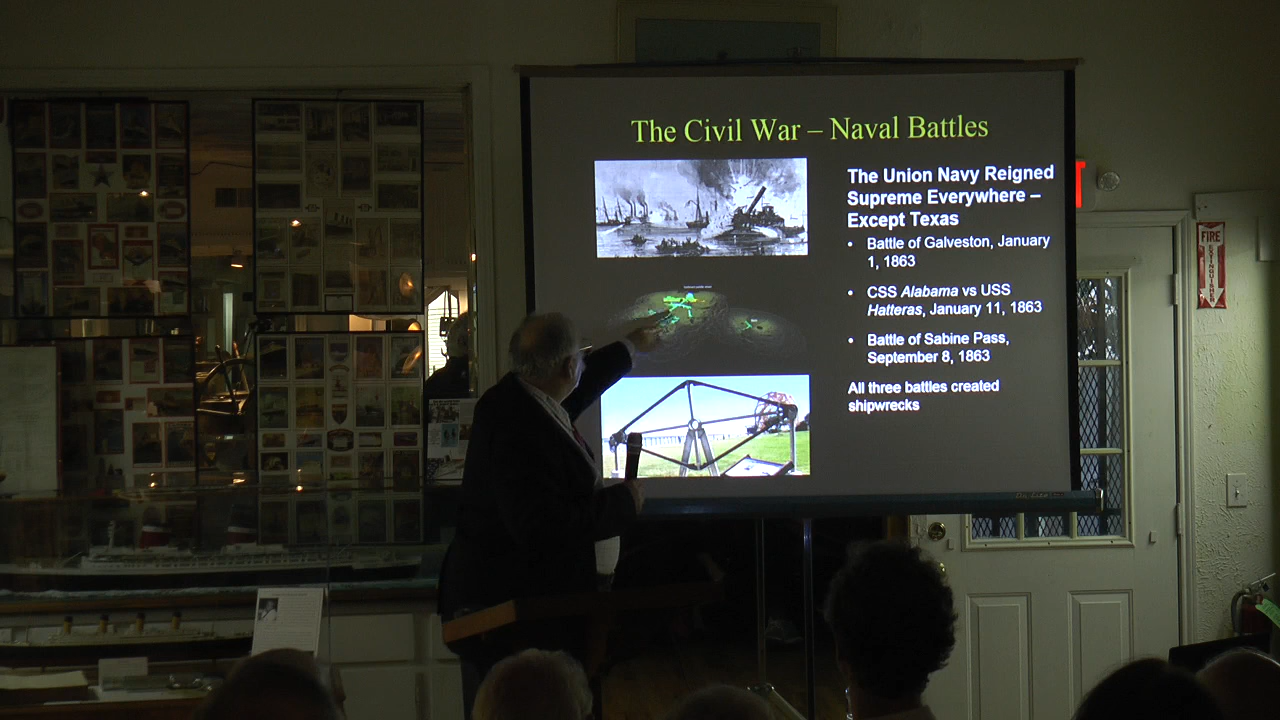 The Civil War – Naval Battles
The Union Navy Reigned
Supreme Everywhere –
Except Texas
• Battle of Galveston, January
1, 1863
• CSS Alabama vs USS
Hatteras, January 11, 1863
• Battle of Sabine Pass,
September 8, 1863
All three battles created
shipwrecks
FIRE
EXTINGUISHER